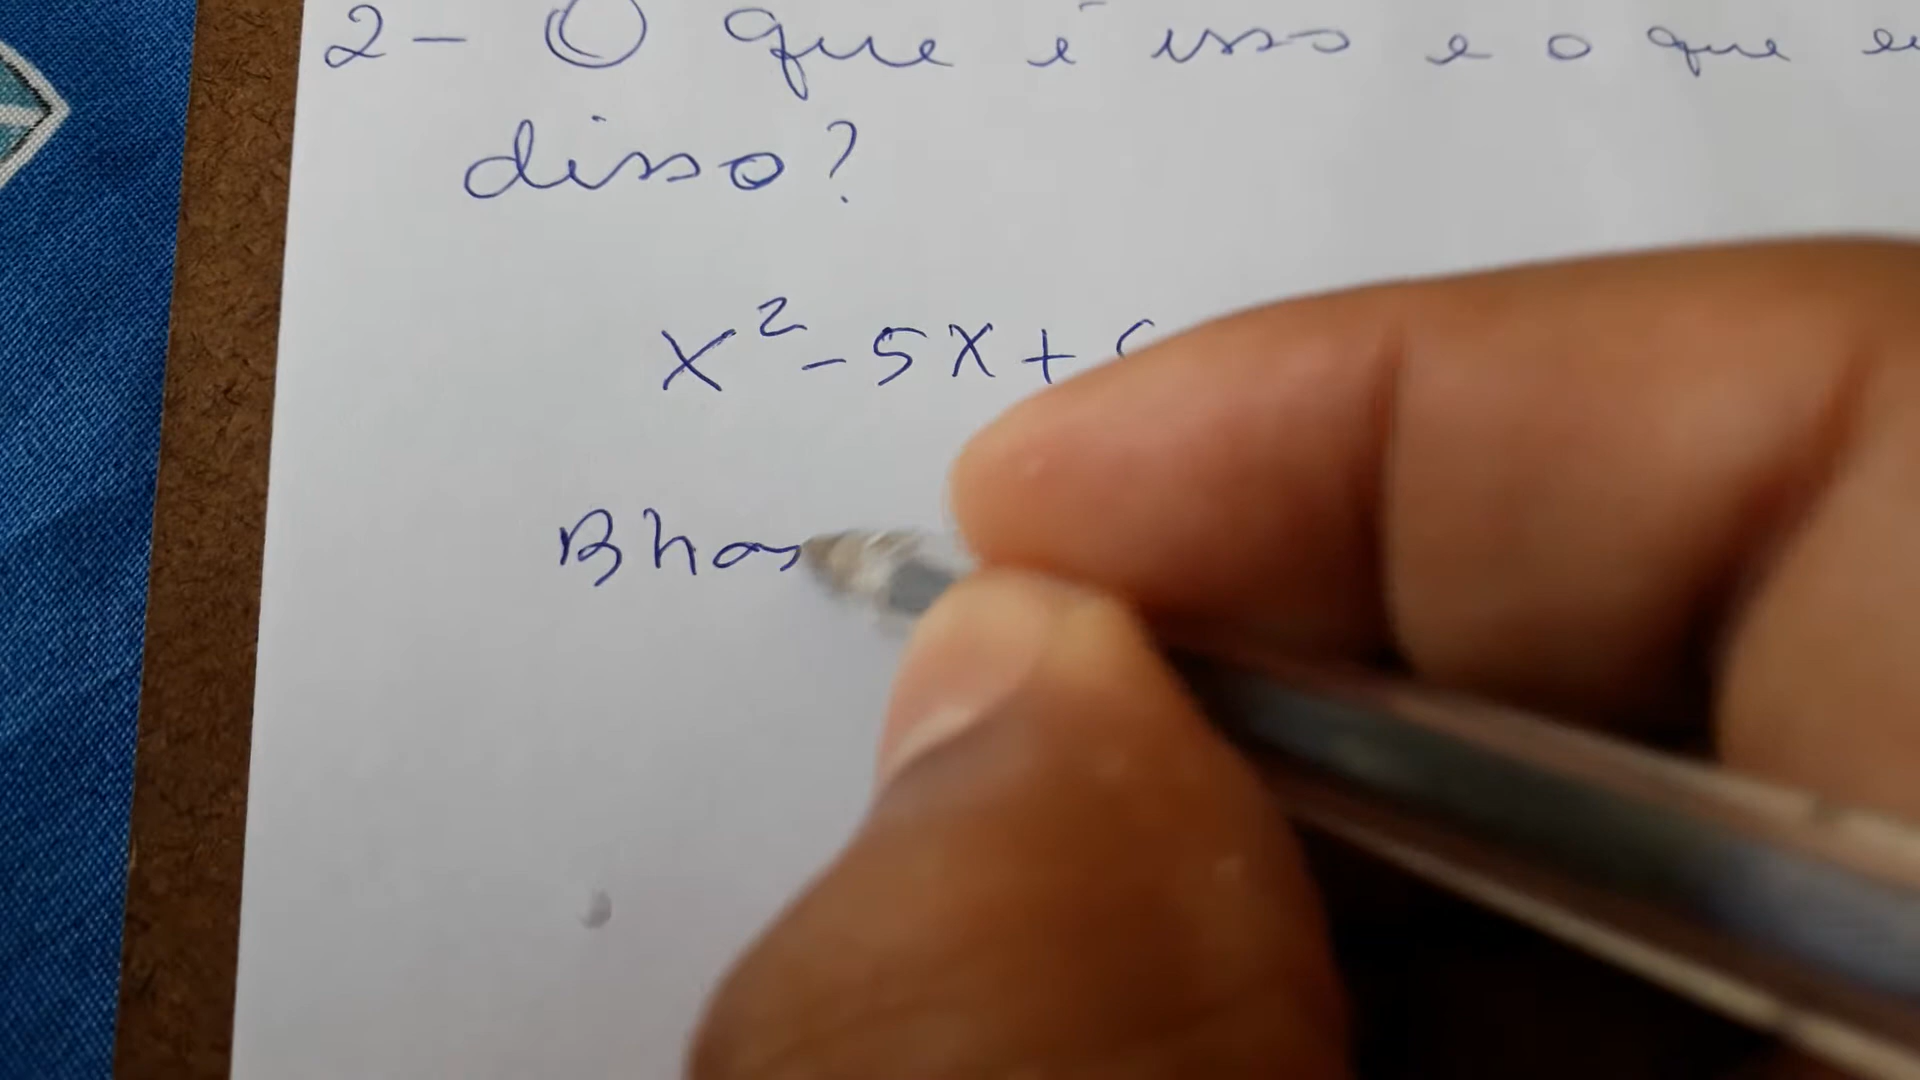 2- O que é isso e o que
disso?
x² - 5x +
Bhas